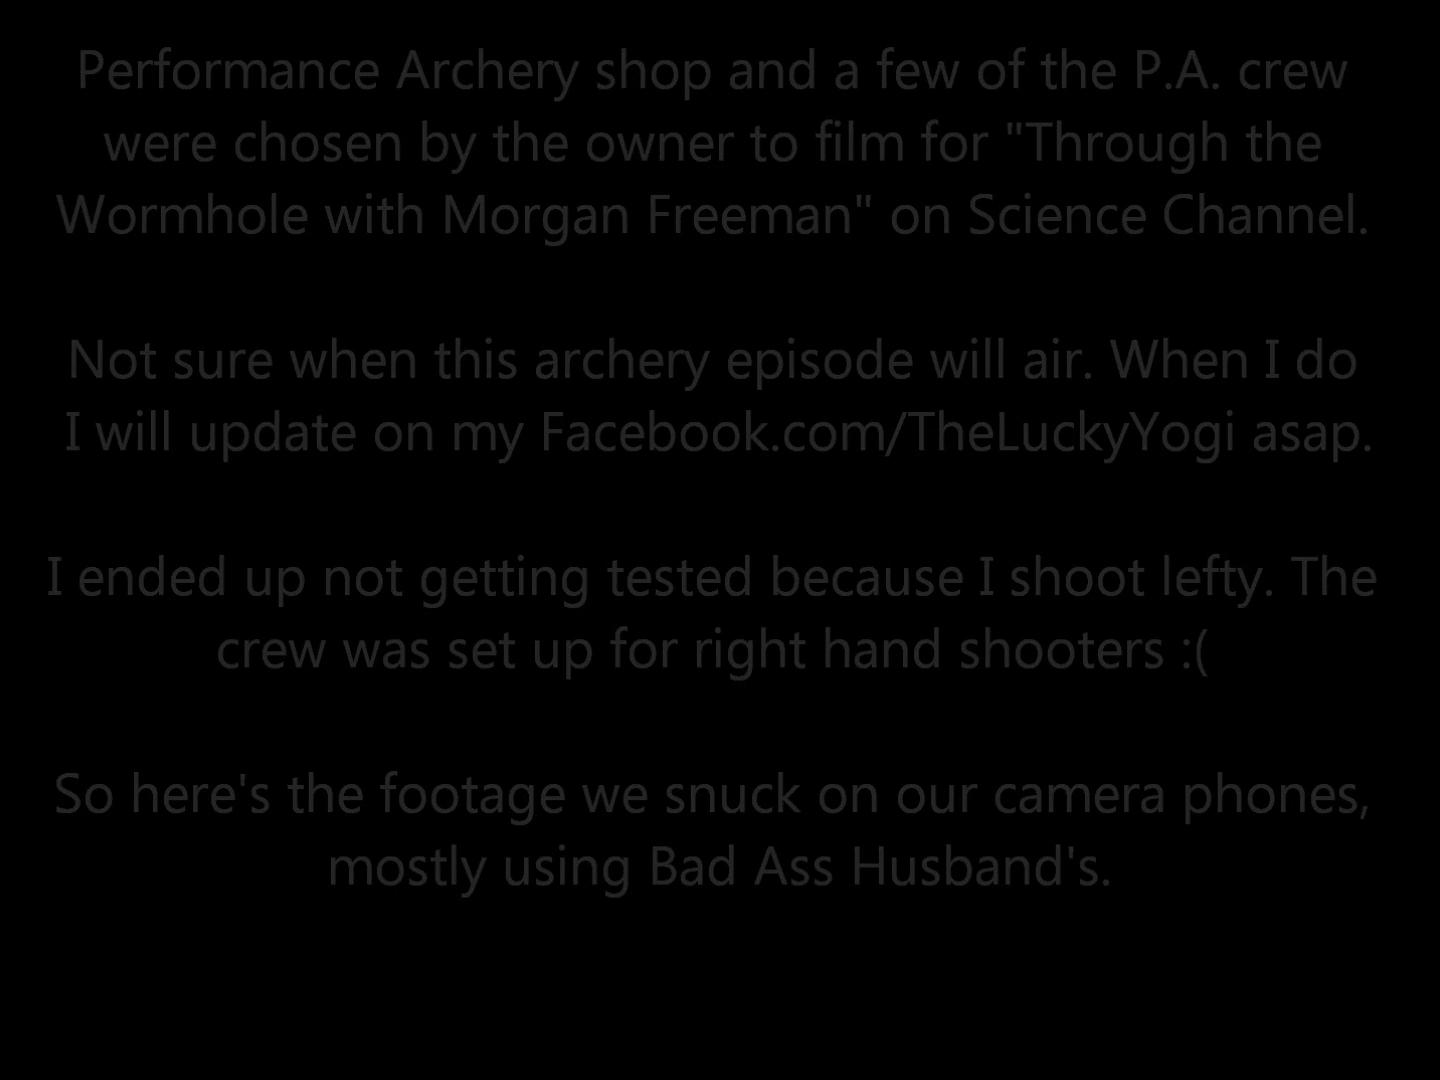 Performance Archery shop and a few of the P.A. crew
were chosen by the owner to film for "Through the
Wormhole with Morgan Freeman" on Science Channel.
Not sure when this archery episode will air. When I do
I will update on my Facebook.com/TheLuckyYogi asap.
I ended up not getting tested because I shoot lefty. The
crew was set up for right hand shooters :(
So here's the footage we snuck on our camera phones,
mostly using Bad Ass Husband's.